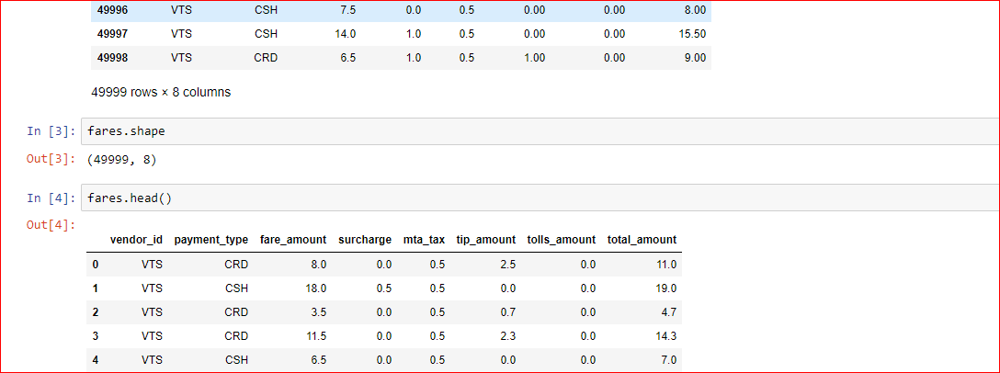 49996 VTS CSH 7.5 0.0 0.5 0.00 0.00 8.00
49997 VTS CSH 14.0 1.0 0.5 0.00 0.00 15.50
49998 VTS CRD 6.5 1.0 0.5 1.00 0.00 9.00
49999 rows × 8 columns
In [3]: fares.shape
Out[3]: (49999, 8)
In [4]: fares.head()
Out[4]:
vendor_id payment_type fare_amount surcharge mta_tax tip_amount tolls_amount total_amount
0 VTS CRD 8.0 0.0 0.5 2.5 0.0 11.0
1 VTS CSH 18.0 0.5 0.5 0.0 0.0 19.0
2 VTS CRD 3.5 0.0 0.5 0.7 0.0 4.7
3 VTS CRD 11.5 0.0 0.5 2.3 0.0 14.3
4 VTS CSH 6.5 0.0 0.5 0.0 0.0 7.0